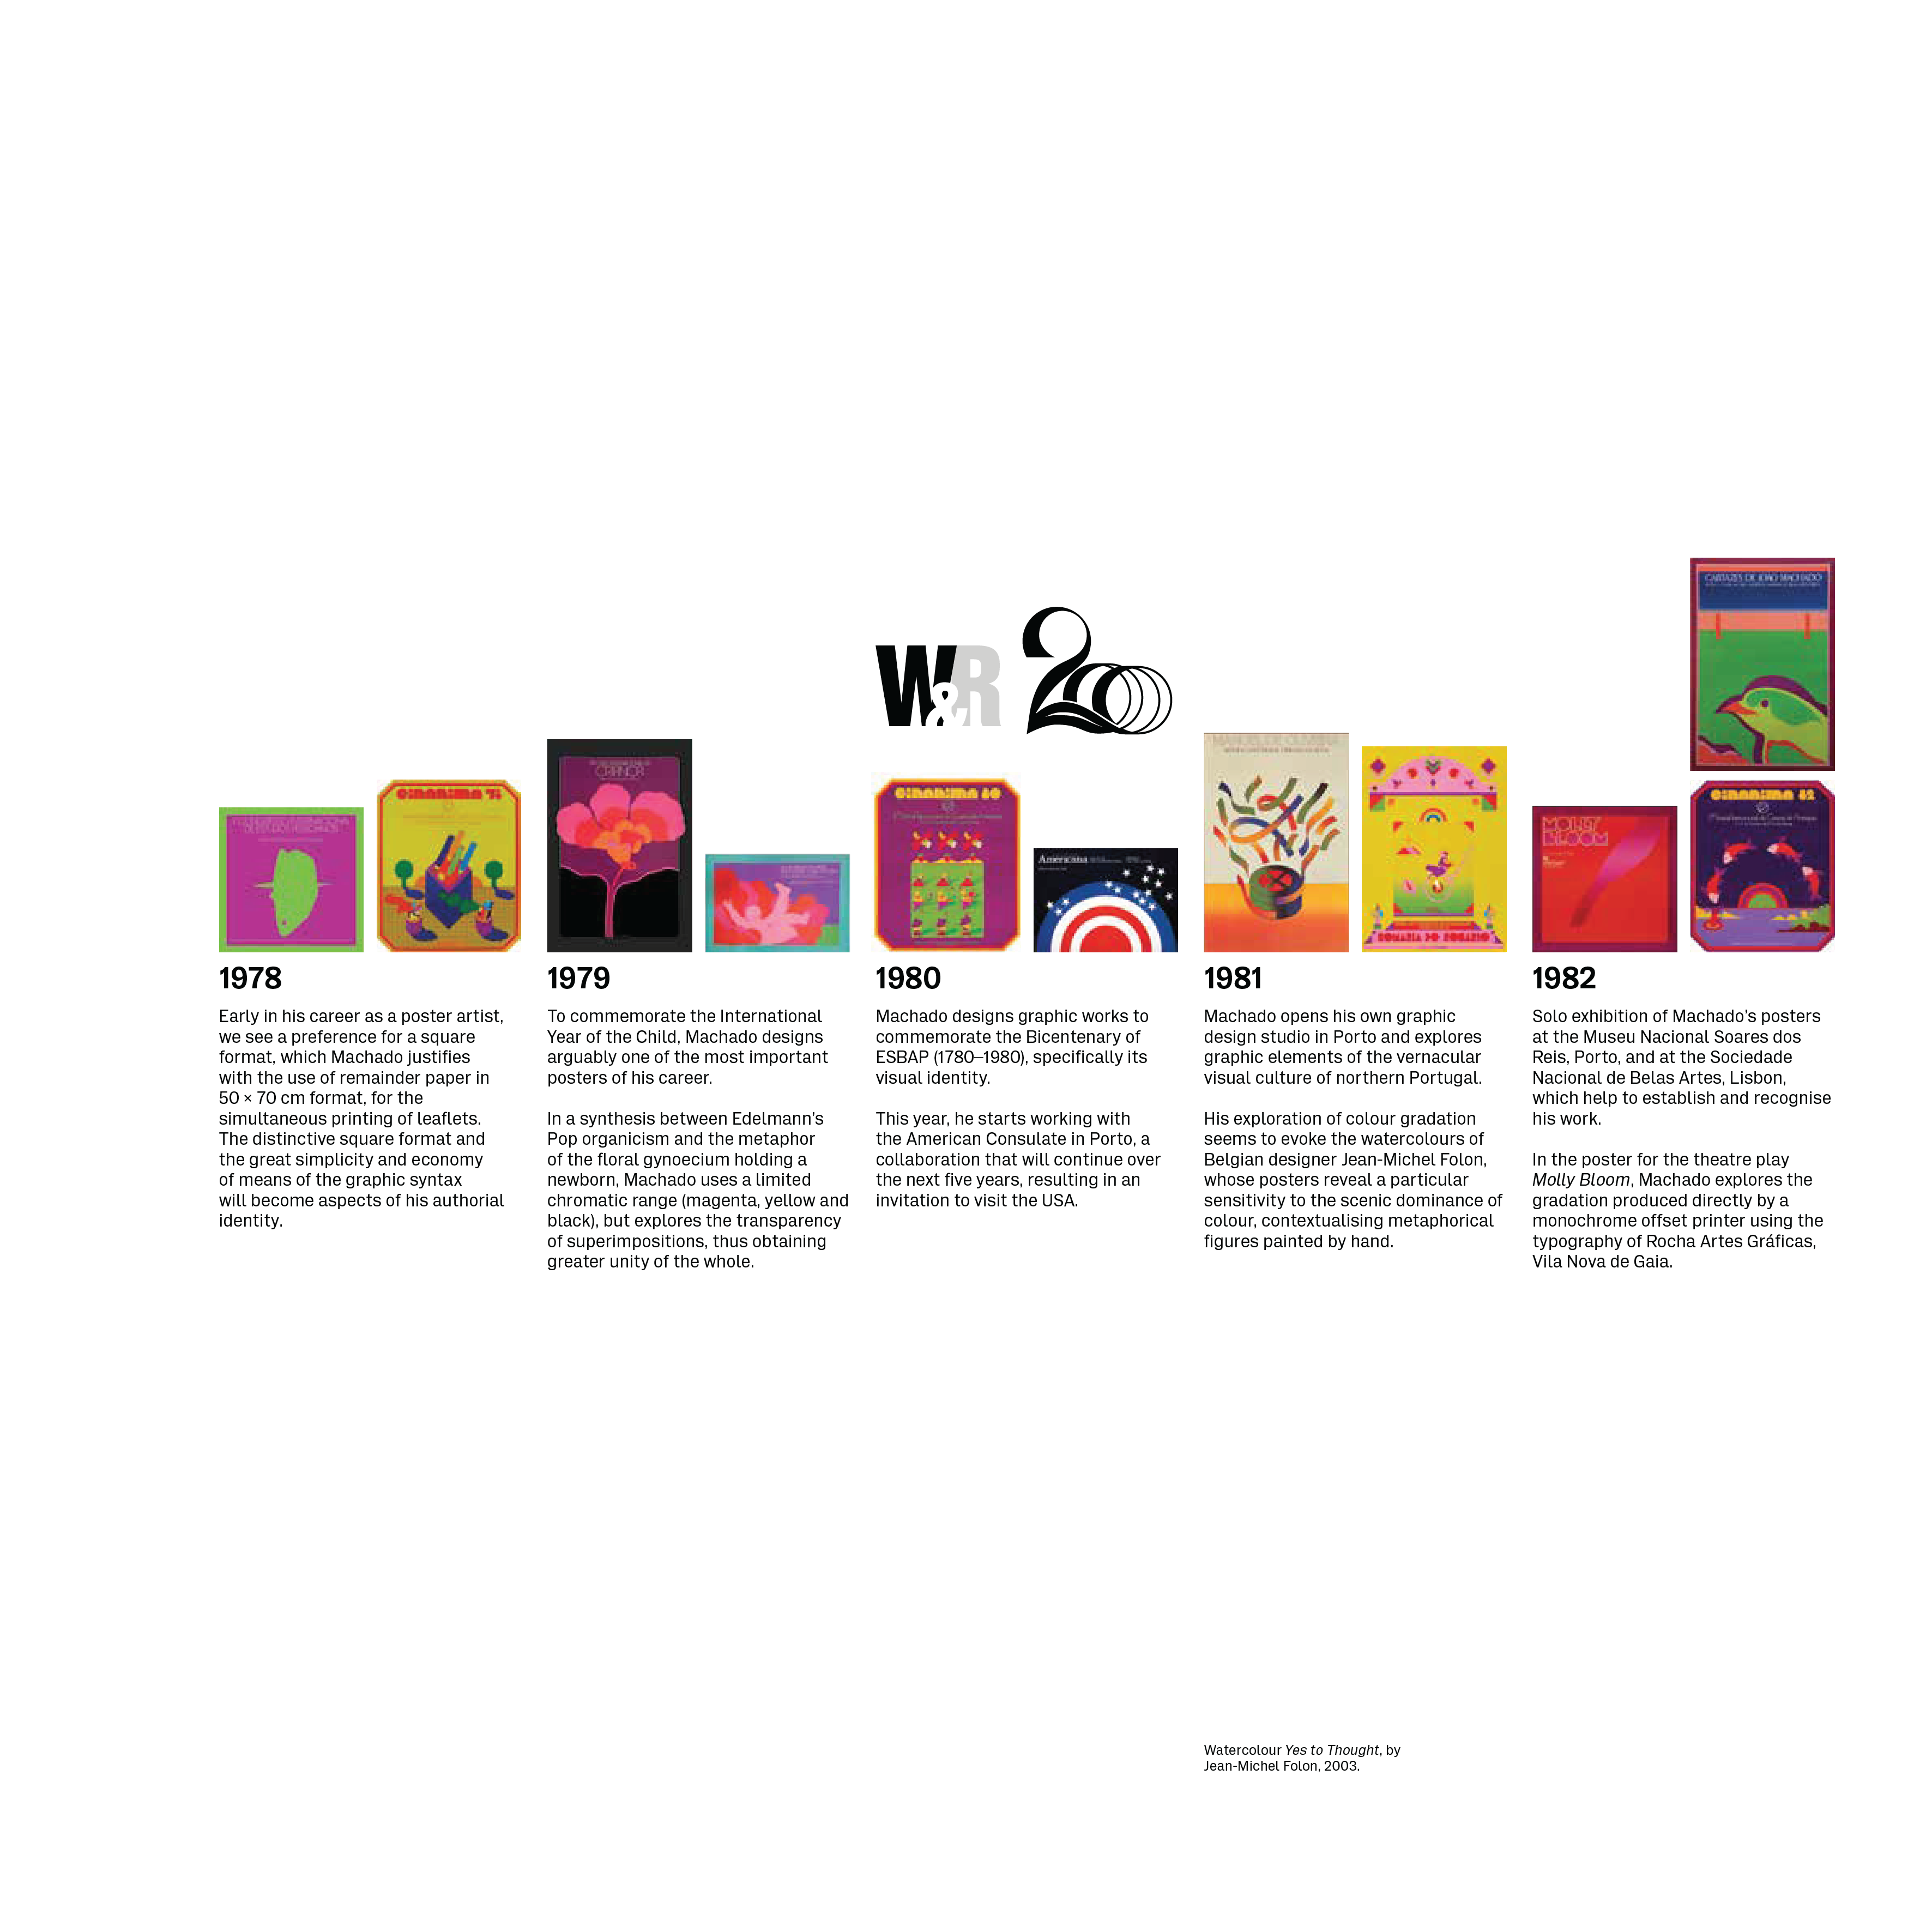 CARTAZES DE JOÃO MACHADO
W&R
200
CRIANÇA
MANOEL DE OLIVEIRA
DE ESTUDOS PESSOANOS
CINANIMA
CINANIMA 80
Americana
ROMARIA DO ROSARIO
MOLLY
BLOOM
CINANIMA 82
1978
Early in his career as a poster artist,
we see a preference for a square
format, which Machado justifies
with the use of remainder paper in
50 × 70 cm format, for the
simultaneous printing of leaflets.
The distinctive square format and
the great simplicity and economy
of means of the graphic syntax
will become aspects of his authorial
identity.
1979
To commemorate the International
Year of the Child, Machado designs
arguably one of the most important
posters of his career.
In a synthesis between Edelmann's
Pop organicism and the metaphor
of the floral gynoecium holding a
newborn, Machado uses a limited
chromatic range (magenta, yellow and
black), but explores the transparency
of superimpositions, thus obtaining
greater unity of the whole.
1980
Machado designs graphic works to
commemorate the Bicentenary of
ESBAP (1780–1980), specifically its
visual identity.
This year, he starts working with
the American Consulate in Porto, a
collaboration that will continue over
the next five years, resulting in an
invitation to visit the USA.
1981
Machado opens his own graphic
design studio in Porto and explores
graphic elements of the vernacular
visual culture of northern Portugal.
His exploration of colour gradation
seems to evoke the watercolours of
Belgian designer Jean-Michel Folon,
whose posters reveal a particular
sensitivity to the scenic dominance of
colour, contextualising metaphorical
figures painted by hand.
1982
Solo exhibition of Machado's posters
at the Museu Nacional Soares dos
Reis, Porto, and at the Sociedade
Nacional de Belas Artes, Lisbon,
which help to establish and recognise
his work.
In the poster for the theatre play
Molly Bloom, Machado explores the
gradation produced directly by a
monochrome offset printer using the
typography of Rocha Artes Gráficas,
Vila Nova de Gaia.
Watercolour Yes to Thought, by
Jean-Michel Folon, 2003.